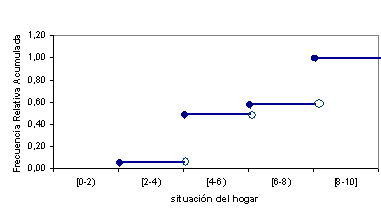 Frecuencia Relativa Acumulada
1,20
1,00
0,80
0,60
0,40
0,20
0,00
[0-2) [2-4) [4-6) [6-8) [8-10]
situación del hogar